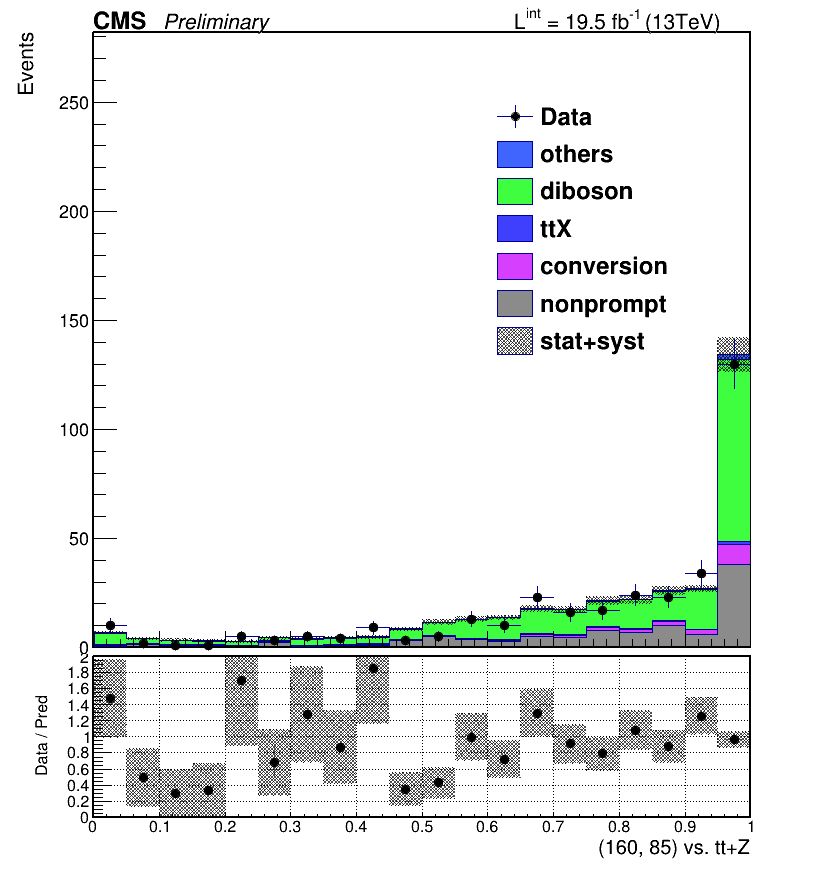 CMS Preliminary L^int = 19.5 fb^-1 (13TeV)
Events
250
200
150
100
50
0
Data
others
diboson
ttX
conversion
nonprompt
stat+syst
Data / Pred
2
1.8
1.6
1.4
1.2
1
0.8
0.6
0.4
0.2
0
0 0.1 0.2 0.3 0.4 0.5 0.6 0.7 0.8 0.9 1
(160, 85) vs. tt+Z